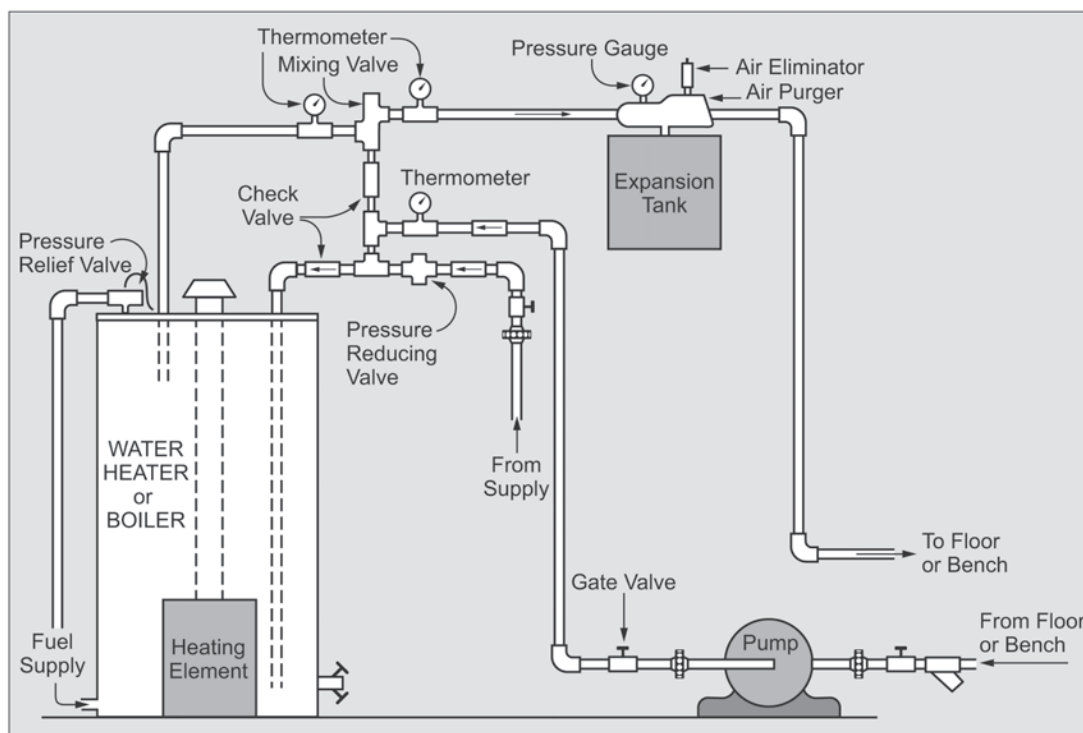 Thermometer
Mixing Valve
Pressure Gauge
Air Eliminator
Air Purger
Thermometer
Expansion
Tank
Check
Valve
Pressure
Relief Valve
Pressure
Reducing
Valve
WATER
HEATER
or
BOILER
From
Supply
To Floor
or Bench
Gate Valve
Fuel
Supply
Heating
Element
Pump
From Floor
or Bench